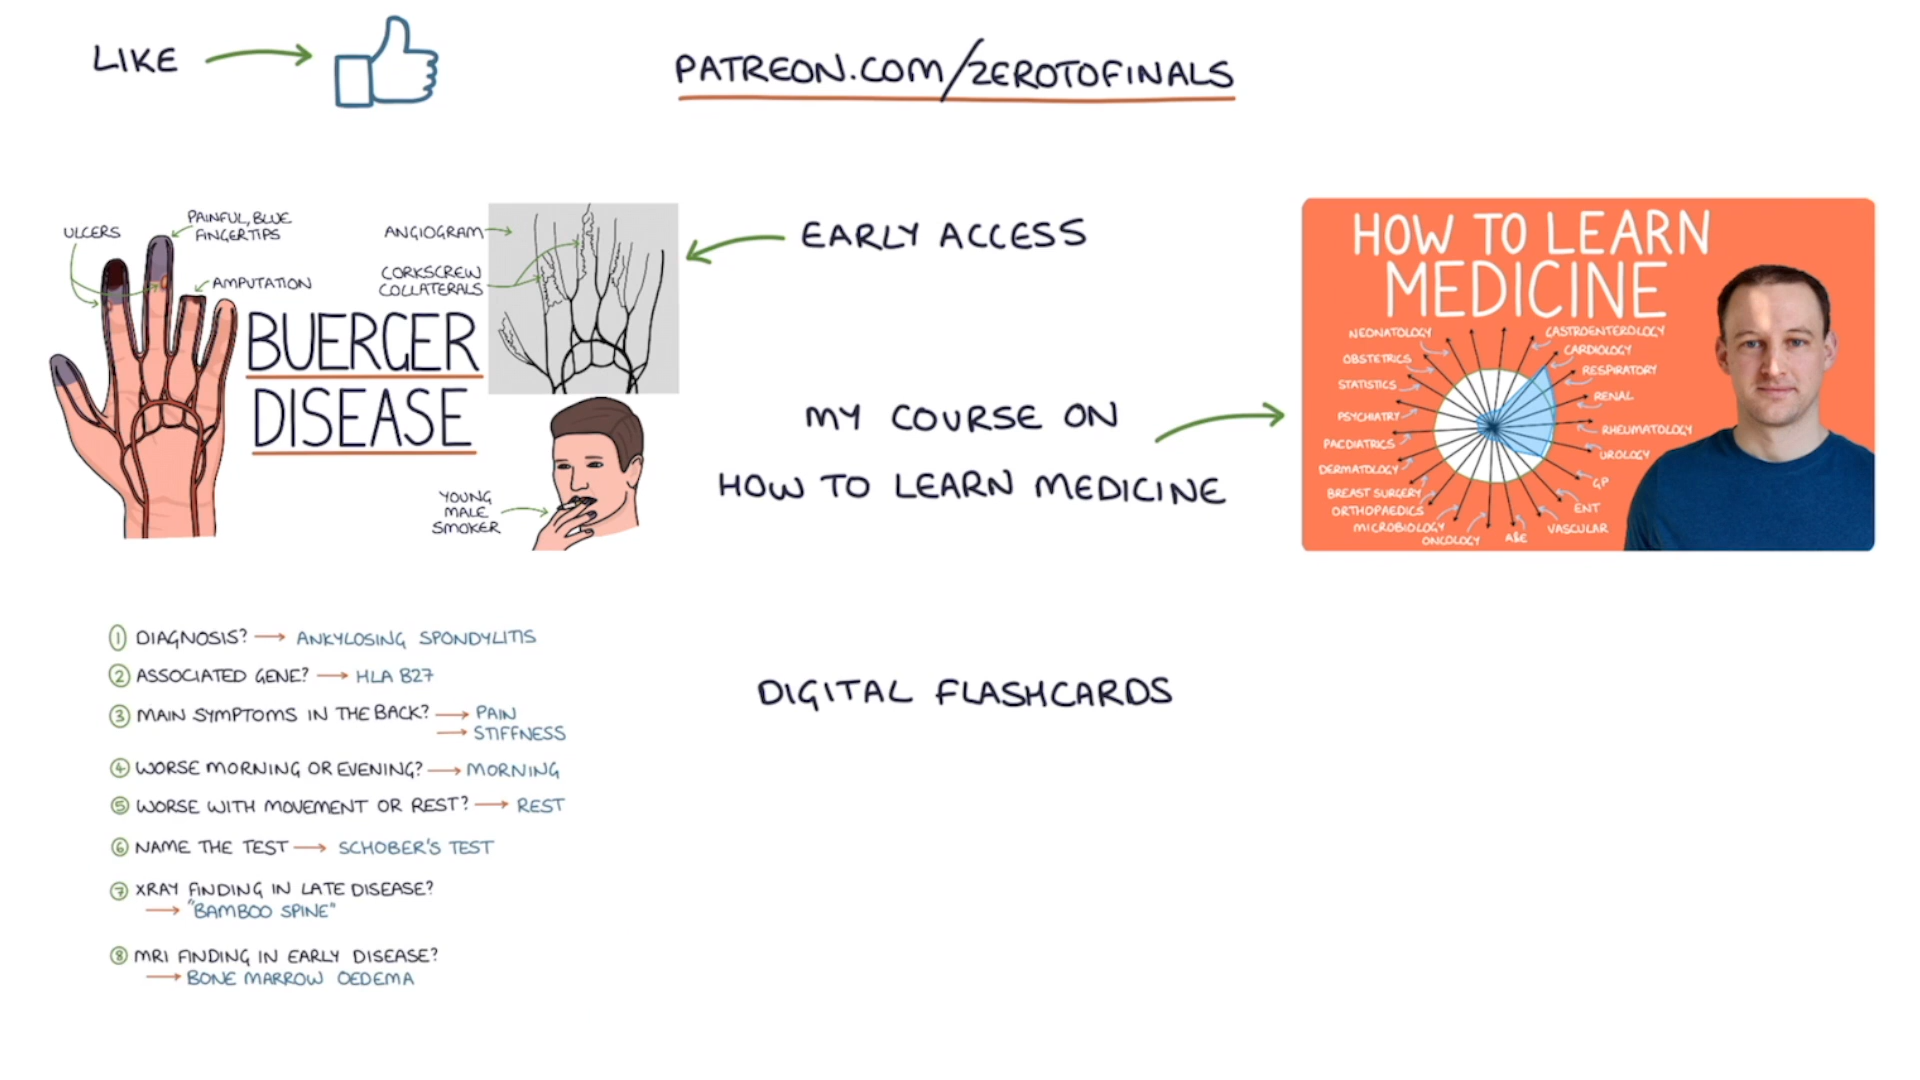 LIKE
PATREON.COM/ZEROTOFINALS
ULCERS
PAINFUL, BLUE
FINGERTIPS
AMPUTATION
BUERGER
DISEASE
ANGIOGRAM
CORKSCREW
COLLATERALS
YOUNG
MALE
SMOKER
EARLY ACCESS
MY COURSE ON
HOW TO LEARN MEDICINE
HOW TO LEARN
MEDICINE
NEONATOLOGY
OBSTETRICS
STATISTICS
PSYCHIATRY
PAEDIATRICS
DERMATOLOGY
BREAST SURGERY
ORTHOPAEDICS
MICROBIOLOGY
ONCOLOGY
A&E
VASCULAR
ENT
GP
UROLOGY
RHEUMATOLOGY
RENAL
RESPIRATORY
CARDIOLOGY
GASTROENTEROLOGY
① DIAGNOSIS? → ANKYLOSING SPONDYLITIS
② ASSOCIATED GENE? → HLA B27
③ MAIN SYMPTOMS IN THE BACK? → PAIN
→ STIFFNESS
④ WORSE MORNING OR EVENING? → MORNING
⑤ WORSE WITH MOVEMENT OR REST? → REST
⑥ NAME THE TEST → SCHOBER'S TEST
⑦ XRAY FINDING IN LATE DISEASE?
→ "BAMBOO SPINE"
⑧ MRI FINDING IN EARLY DISEASE?
→ BONE MARROW OEDEMA
DIGITAL FLASHCARDS